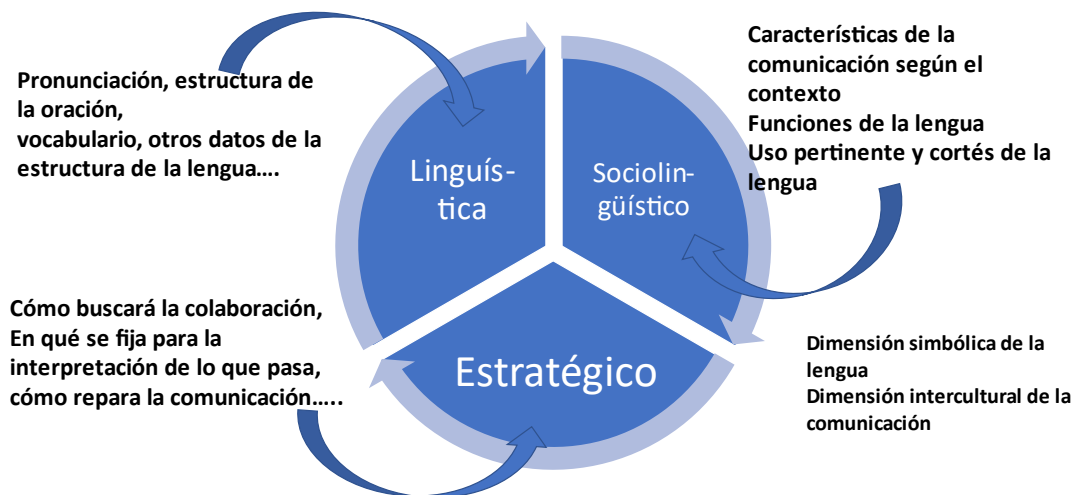 Pronunciación, estructura de
la oración,
vocabulario, otros datos de la
estructura de la lengua....
Linguís-
tica
Sociolin-
güístico
Características de la
comunicación según el
contexto
Funciones de la lengua
Uso pertinente y cortés de la
lengua
Cómo buscará la colaboración,
En qué se fija para la
interpretación de lo que pasa,
cómo repara la comunicación.....
Estratégico
Dimensión simbólica de la
lengua
Dimensión intercultural de la
comunicación